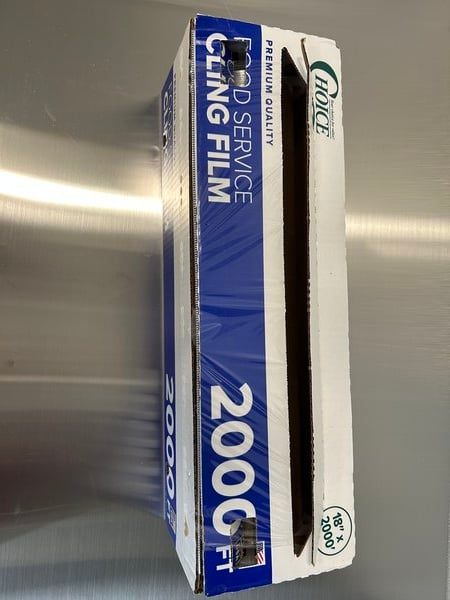 CHOICE
PREMIUM QUALITY
FOOD SERVICE
CLING FILM
2000 FT
18" x
2000'
2000